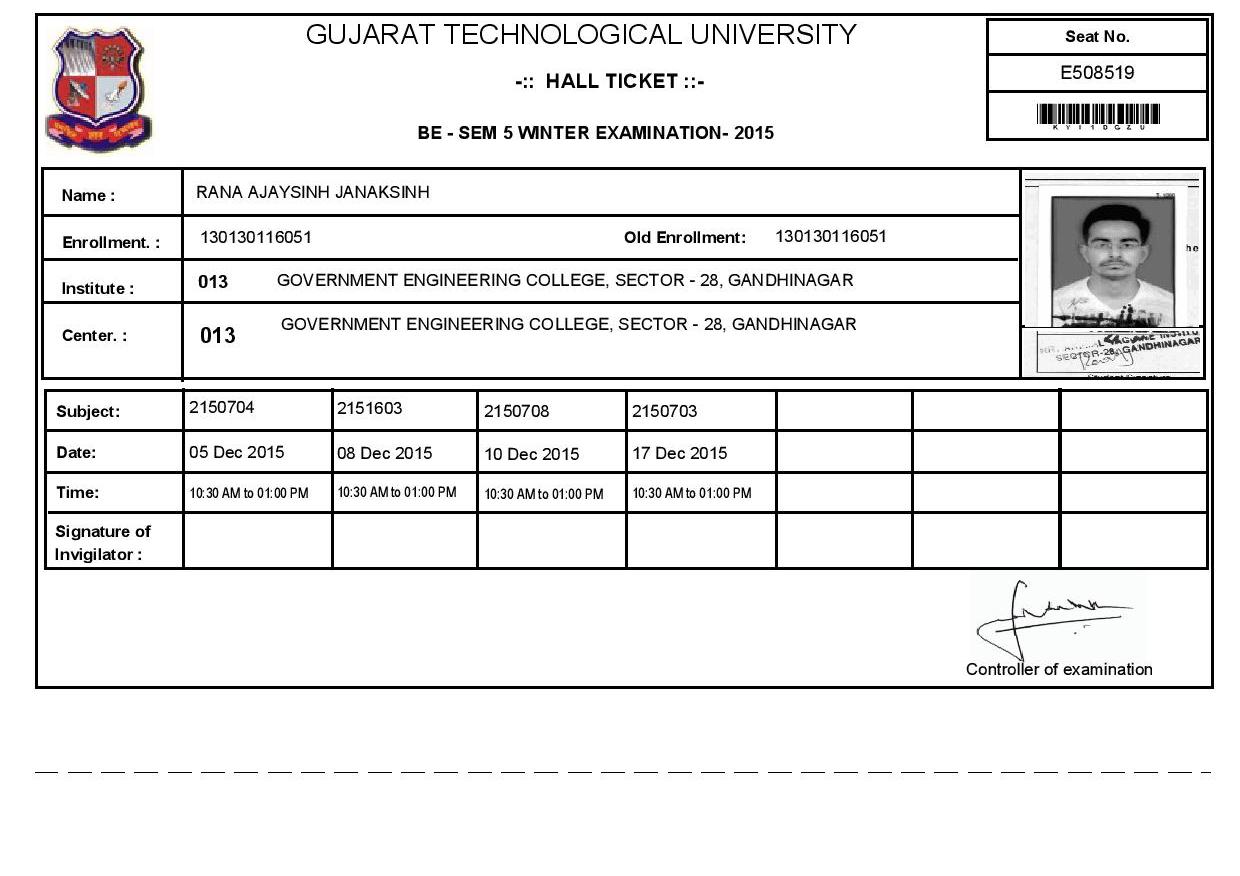 GUJARAT TECHNOLOGICAL UNIVERSITY
-:: HALL TICKET ::-
BE - SEM 5 WINTER EXAMINATION- 2015
Seat No.
E508519
K Y I 1 D G Z U
Name : RANA AJAYSINH JANAKSINH
Enrollment. : 130130116051 Old Enrollment: 130130116051
Institute : 013 GOVERNMENT ENGINEERING COLLEGE, SECTOR - 28, GANDHINAGAR
Center. : 013 GOVERNMENT ENGINEERING COLLEGE, SECTOR - 28, GANDHINAGAR
he
SECTOR-28, GANDHINAGAR
Subject: 2150704 2151603 2150708 2150703
Date: 05 Dec 2015 08 Dec 2015 10 Dec 2015 17 Dec 2015
Time: 10:30 AM to 01:00 PM 10:30 AM to 01:00 PM 10:30 AM to 01:00 PM 10:30 AM to 01:00 PM
Signature of
Invigilator :
Controller of examination